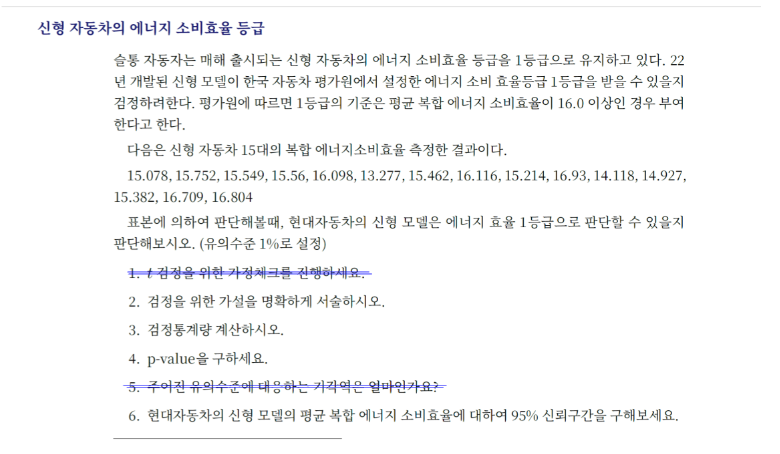 신형 자동차의 에너지 소비효율 등급
슬통 자동자는 매해 출시되는 신형 자동차의 에너지 소비효율 등급을 1등급으로 유지하고 있다. 22
년 개발된 신형 모델이 한국 자동차 평가원에서 설정한 에너지 소비 효율등급 1등급을 받을 수 있을지
검정하려한다. 평가원에 따르면 1등급의 기준은 평균 복합 에너지 소비효율이 16.0 이상인 경우 부여
한다고 한다.
다음은 신형 자동차 15대의 복합 에너지소비효율 측정한 결과이다.
15.078, 15.752, 15.549, 15.56, 16.098, 13.277, 15.462, 16.116, 15.214, 16.93, 14.118, 14.927,
15.382, 16.709, 16.804
표본에 의하여 판단해볼때, 현대자동차의 신형 모델은 에너지 효율 1등급으로 판단할 수 있을지
판단해보시오. (유의수준 1%로 설정)
1. t 검정을 위한 가정체크를 진행하세요.
2. 검정을 위한 가설을 명확하게 서술하시오.
3. 검정통계량 계산하시오.
4. p-value을 구하세요.
5. 주어진 유의수준에 대응하는 기각역은 얼마인가요?
6. 현대자동차의 신형 모델의 평균 복합 에너지 소비효율에 대하여 95% 신뢰구간을 구해보세요.